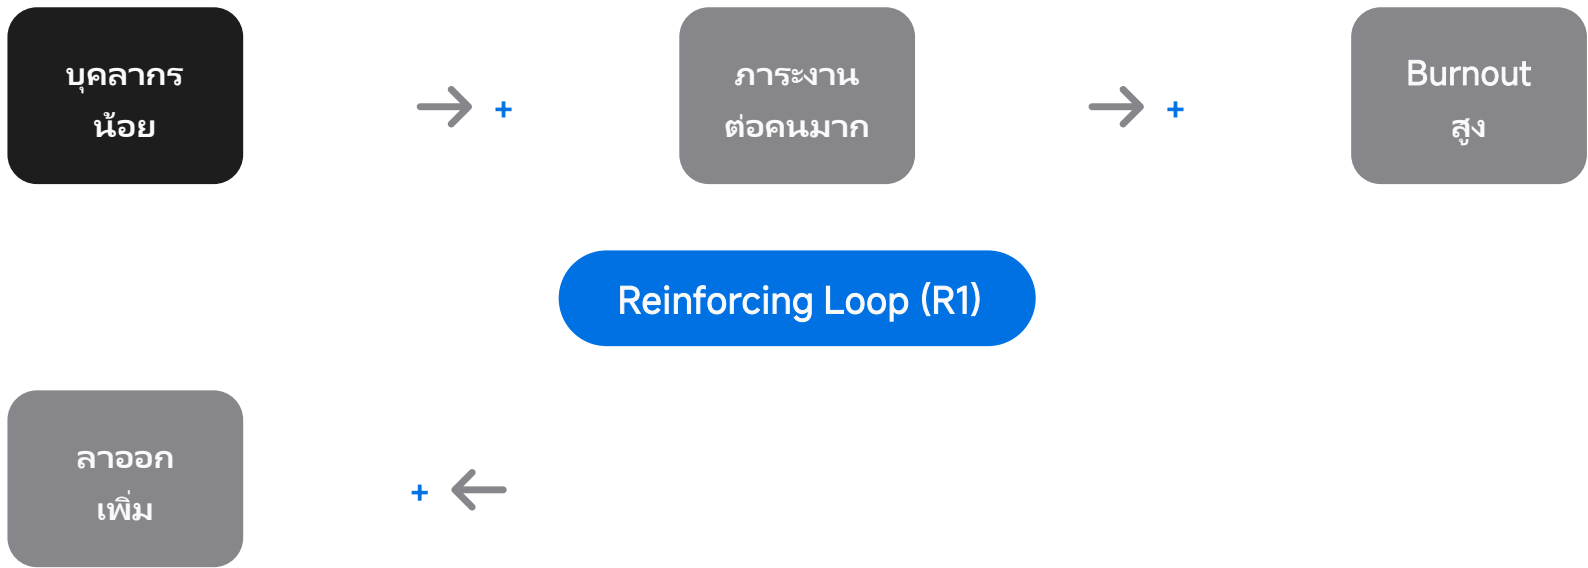 บุคลากร
น้อย
→ +
ภาระงาน
ต่อคนมาก
→ +
Burnout
สูง
Reinforcing Loop (R1)
ลาออก
เพิ่ม
+ ←